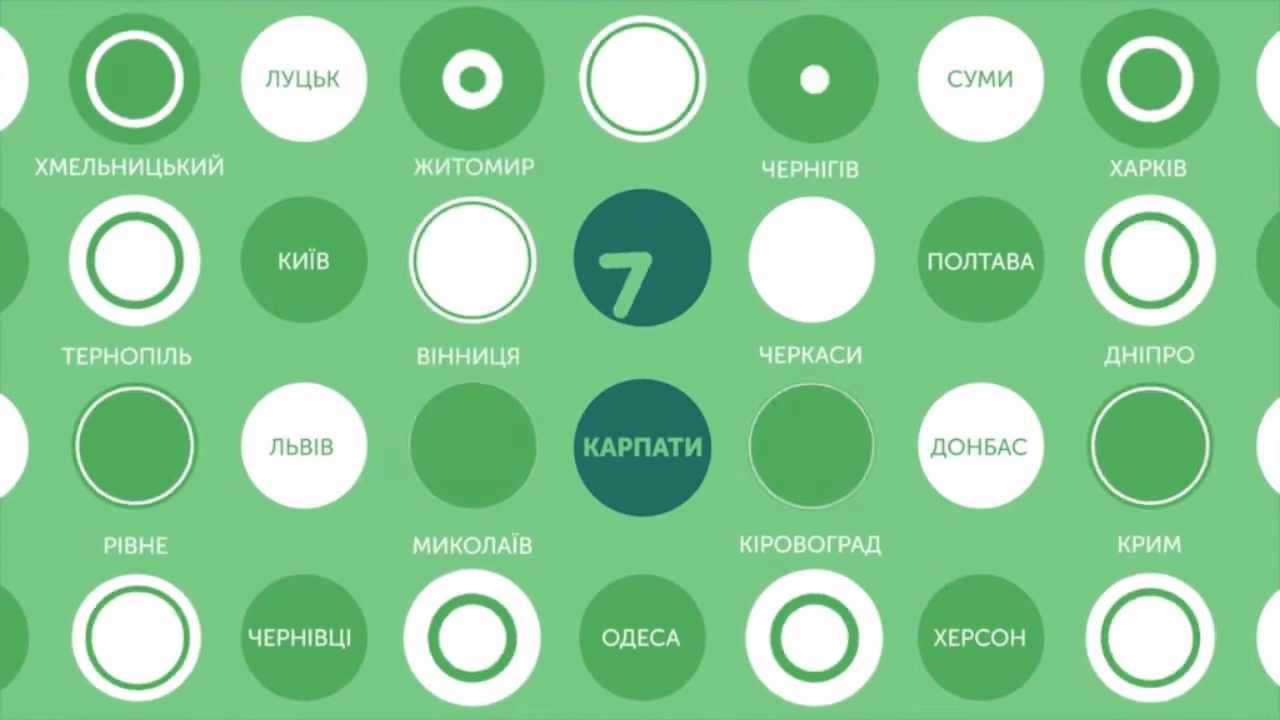 ЛУЦЬК
СУМИ
ХМЕЛЬНИЦЬКИЙ
ЖИТОМИР
ЧЕРНІГІВ
ХАРКІВ
КИЇВ
7
ПОЛТАВА
ТЕРНОПІЛЬ
ВІННИЦЯ
ЧЕРКАСИ
ДНІПРО
ЛЬВІВ
КАРПАТИ
ДОНБАС
РІВНЕ
МИКОЛАЇВ
КІРОВОГРАД
КРИМ
ЧЕРНІВЦІ
ОДЕСА
ХЕРСОН